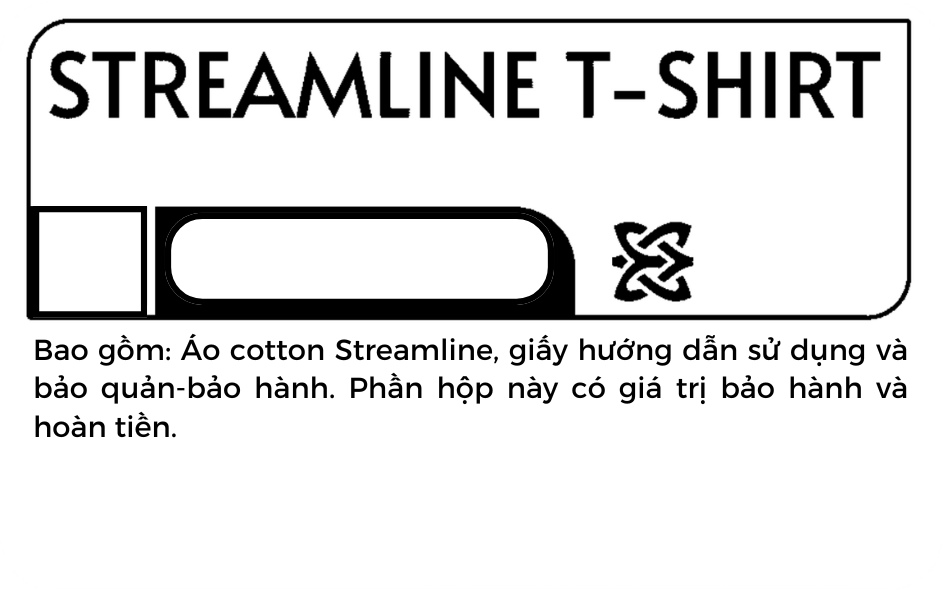 STREAMLINE T-SHIRT
Bao gồm: Áo cotton Streamline, giấy hướng dẫn sử dụng và
bảo quản-bảo hành. Phần hộp này có giá trị bảo hành và
hoàn tiền.